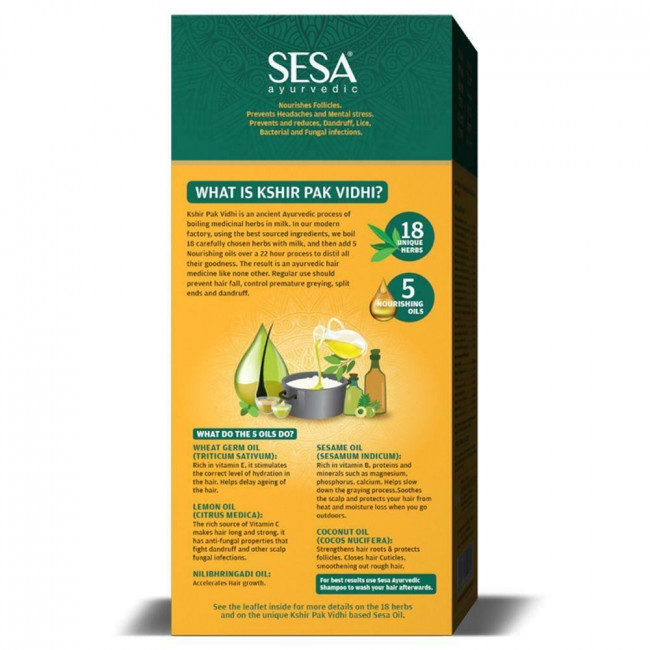 SESA®
ayurvedic
Nourishes Follicles.
Prevents Headaches and Mental stress.
Prevents and reduces, Dandruff, Lice,
Bacterial and Fungal infections.
WHAT IS KSHIR PAK VIDHI?
Kshir Pak Vidhi is an ancient Ayurvedic process of
boiling medicinal herbs in milk. In our modern
factory, using the best sourced ingredients, we boil
18 carefully chosen herbs with milk, and then add 5
Nourishing oils over a 22 hour process to distil all
their goodness. The result is an ayurvedic hair
medicine like none other. Regular use should
prevent hair fall, control premature greying, split
ends and dandruff.
18
UNIQUE
HERBS
5
NOURISHING
OILS
WHAT DO THE 5 OILS DO?
WHEAT GERM OIL
(TRITICUM SATIVUM):
Rich in vitamin E, it stimulates
the correct level of hydration in
the hair. Helps delay ageing of
the hair.
LEMON OIL
(CITRUS MEDICA):
The rich source of Vitamin C
makes hair long and strong, it
has anti-fungal properties that
fight dandruff and other scalp
fungal infections.
NILIBHRINGADI OIL:
Accelerates Hair growth.
SESAME OIL
(SESAMUM INDICUM):
Rich in vitamin B, proteins and
minerals such as magnesium,
phosphorus, calcium. Helps slow
down the graying process.Soothes
the scalp and protects your hair from
heat and moisture loss when you go
outdoors.
COCONUT OIL
(COCOS NUCIFERA):
Strengthens hair roots & protects
follicles. Closes hair Cuticles,
smoothening out rough hair.
For best results use Sesa Ayurvedic
Shampoo to wash your hair afterwards.
See the leaflet inside for more details on the 18 herbs
and on the unique Kshir Pak Vidhi based Sesa Oil.